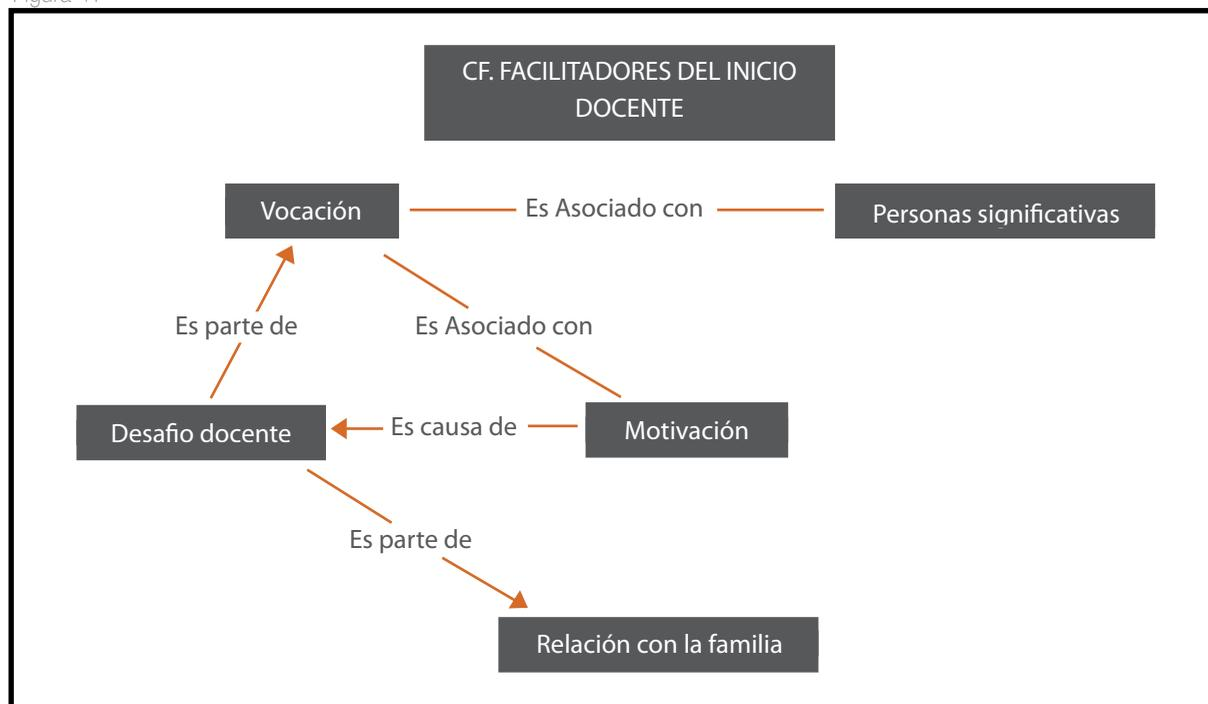 CF. FACILITADORES DEL INICIO
DOCENTE
Vocación
Es Asociado con
Personas significativas
Es parte de
Es Asociado con
Desafio docente
Es causa de
Motivación
Es parte de
Relación con la familia